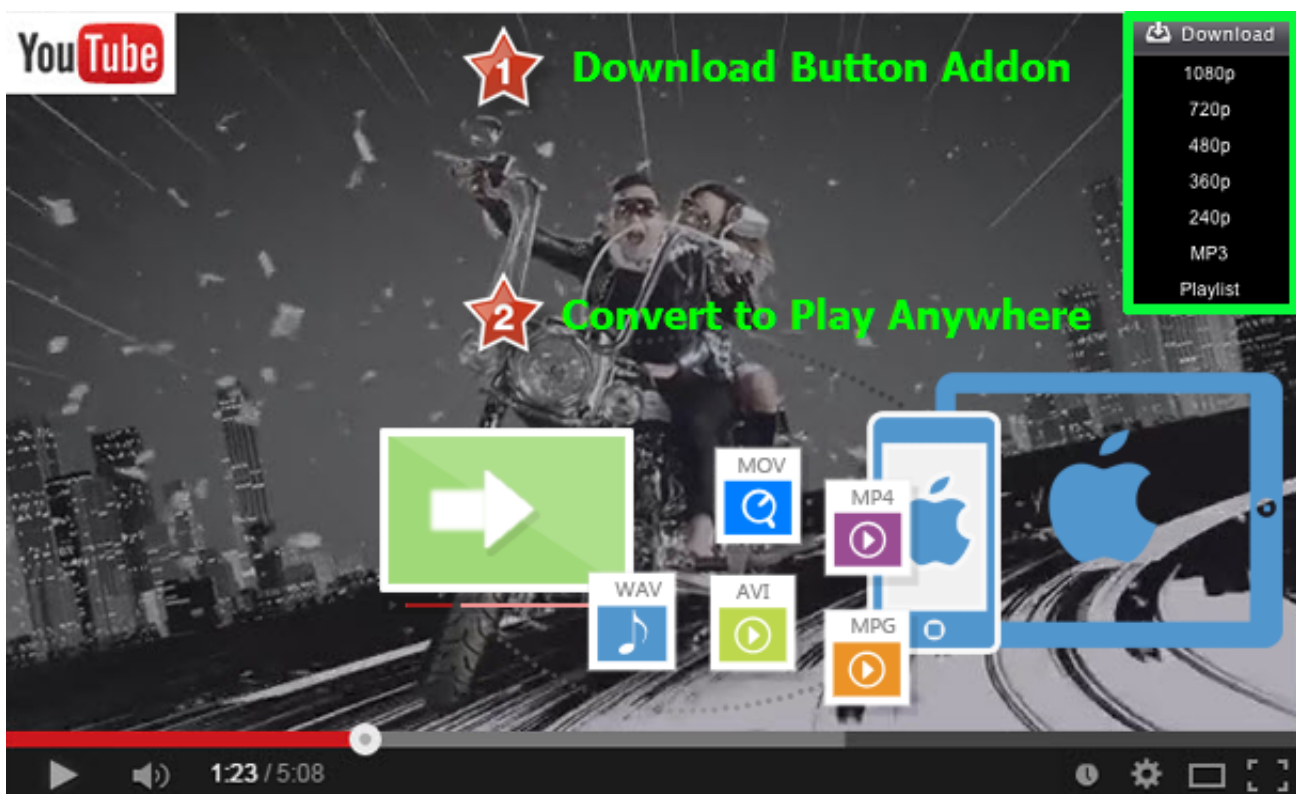 YouTube
1 Download Button Addon
Download
1080p
720p
480p
360p
240p
MP3
Playlist
2 Convert to Play Anywhere
MOV
MP4
WAV
AVI
MPG
1:23 / 5:08